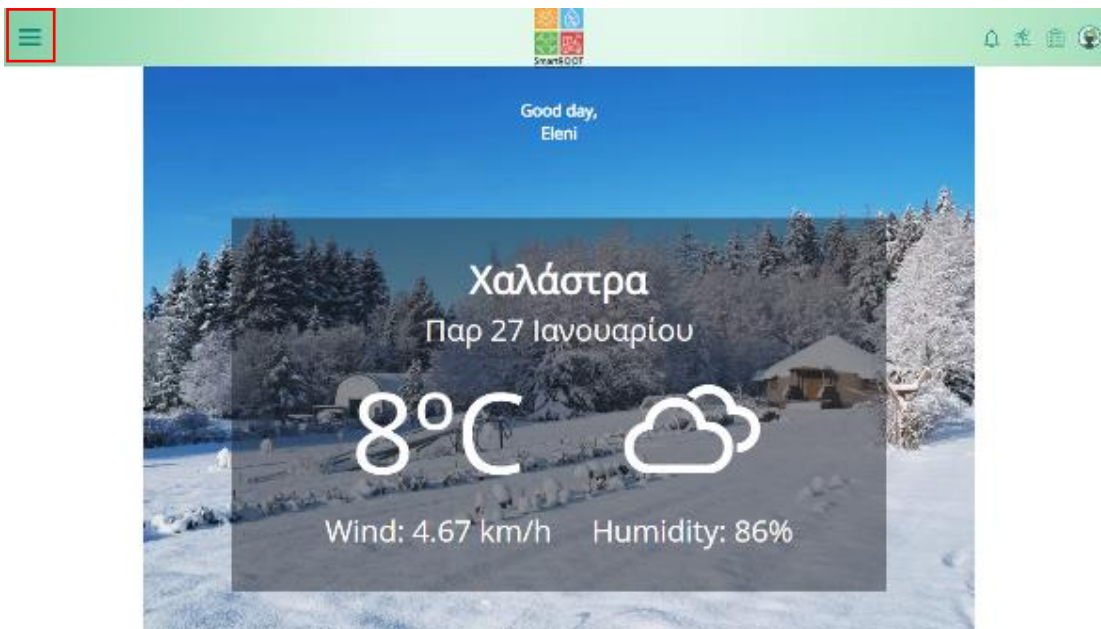 SmartROOT
Good day,
Eleni
Χαλάστρα
Παρ 27 Ιανουαρίου
8°C
Wind: 4.67 km/h Humidity: 86%